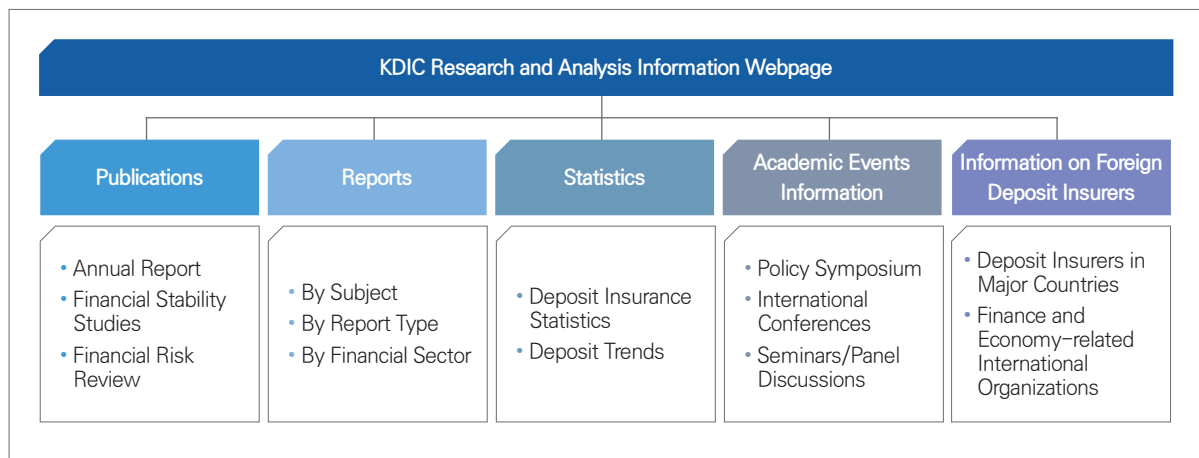 KDIC Research and Analysis Information Webpage
Publications
Reports
Statistics
Academic Events
Information
Information on Foreign
Deposit Insurers
• Annual Report
• Financial Stability
Studies
• Financial Risk
Review
• By Subject
• By Report Type
• By Financial Sector
• Deposit Insurance
Statistics
• Deposit Trends
• Policy Symposium
• International
Conferences
• Seminars/Panel
Discussions
• Deposit Insurers in
Major Countries
• Finance and
Economy-related
International
Organizations